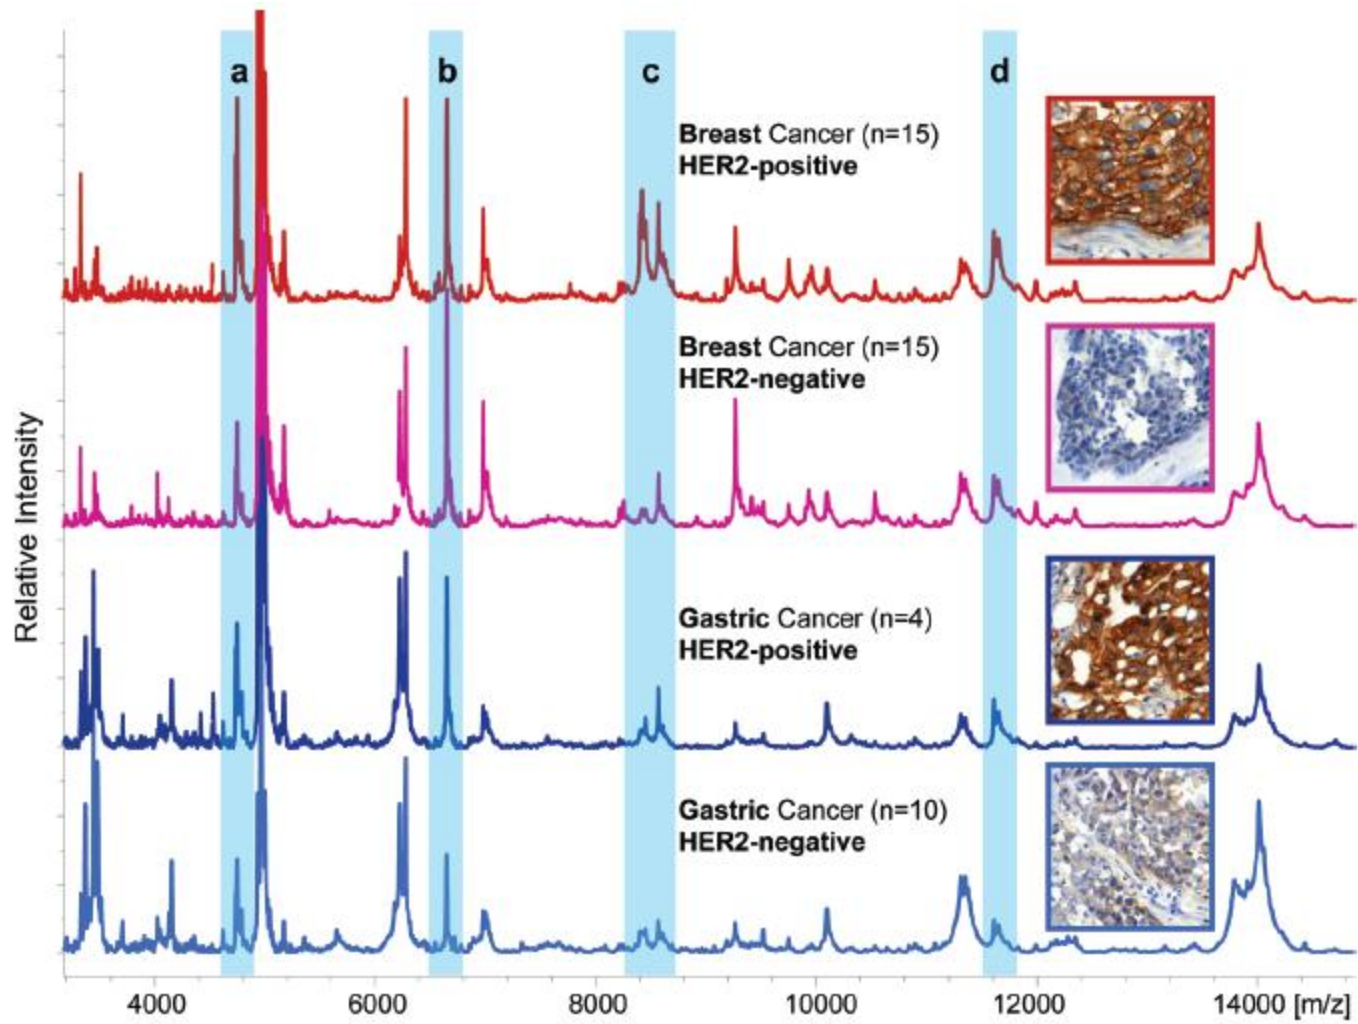 a
b
c
d
Breast Cancer (n=15)
HER2-positive
Breast Cancer (n=15)
HER2-negative
Gastric Cancer (n=4)
HER2-positive
Gastric Cancer (n=10)
HER2-negative
Relative Intensity
4000 6000 8000 10000 12000 14000 [m/z]